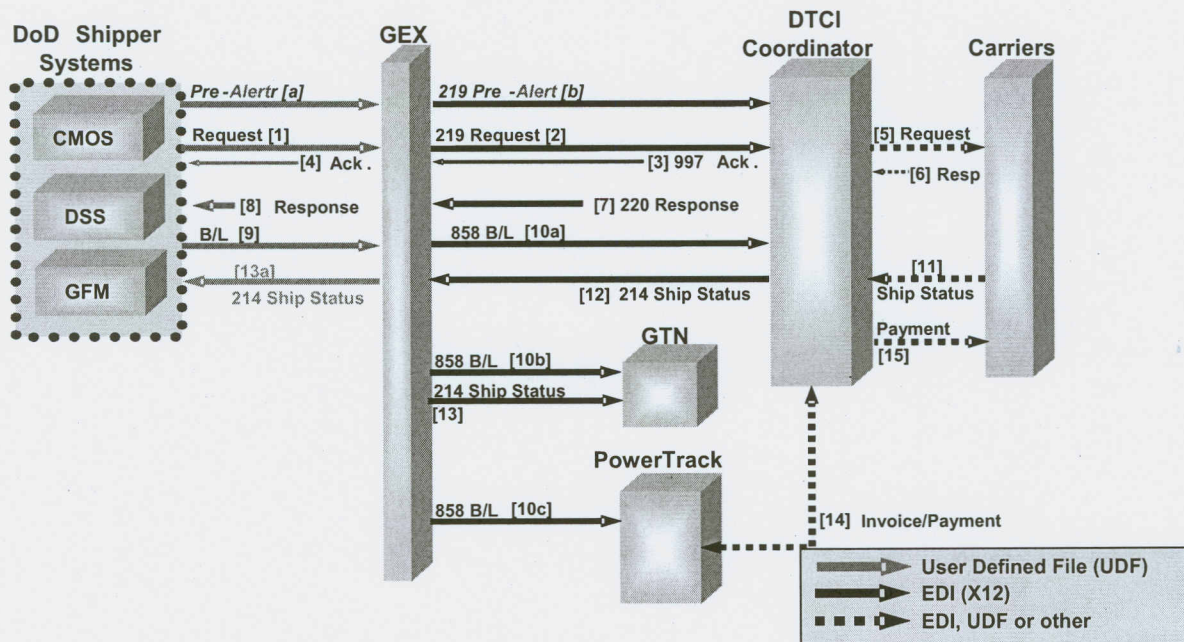 DoD Shipper
Systems
GEX
DTCI
Coordinator
Carriers
CMOS
DSS
GFM
Pre -Alertr [a]
219 Pre -Alert [b]
Request [1]
219 Request [2]
[5] Request
[4] Ack .
[3] 997 Ack .
[6] Resp
[8] Response
[7] 220 Response
B/L [9]
858 B/L [10a]
[13a]
214 Ship Status
[12] 214 Ship Status
[11]
Ship Status
Payment
[15]
GTN
858 B/L [10b]
214 Ship Status
[13]
PowerTrack
858 B/L [10c]
[14] Invoice/Payment
User Defined File (UDF)
EDI (X12)
EDI, UDF or other